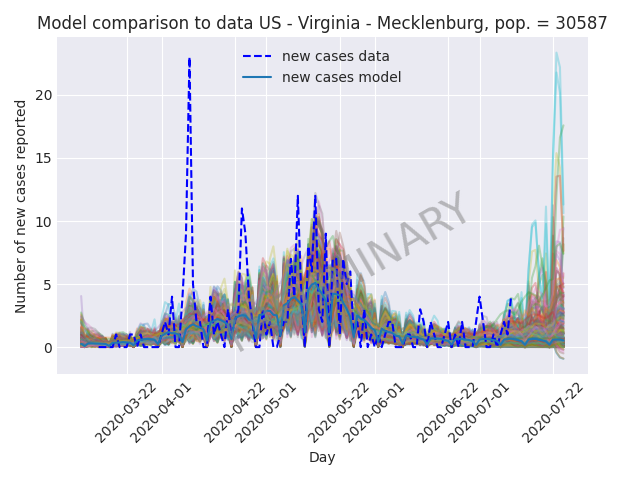 Model comparison to data US - Virginia - Mecklenburg, pop. = 30587
new cases data
new cases model
Number of new cases reported
20
15
10
5
0
2020-03-22
2020-04-01
2020-04-22
2020-05-01
2020-05-22
2020-06-01
2020-06-22
2020-07-01
2020-07-22
Day